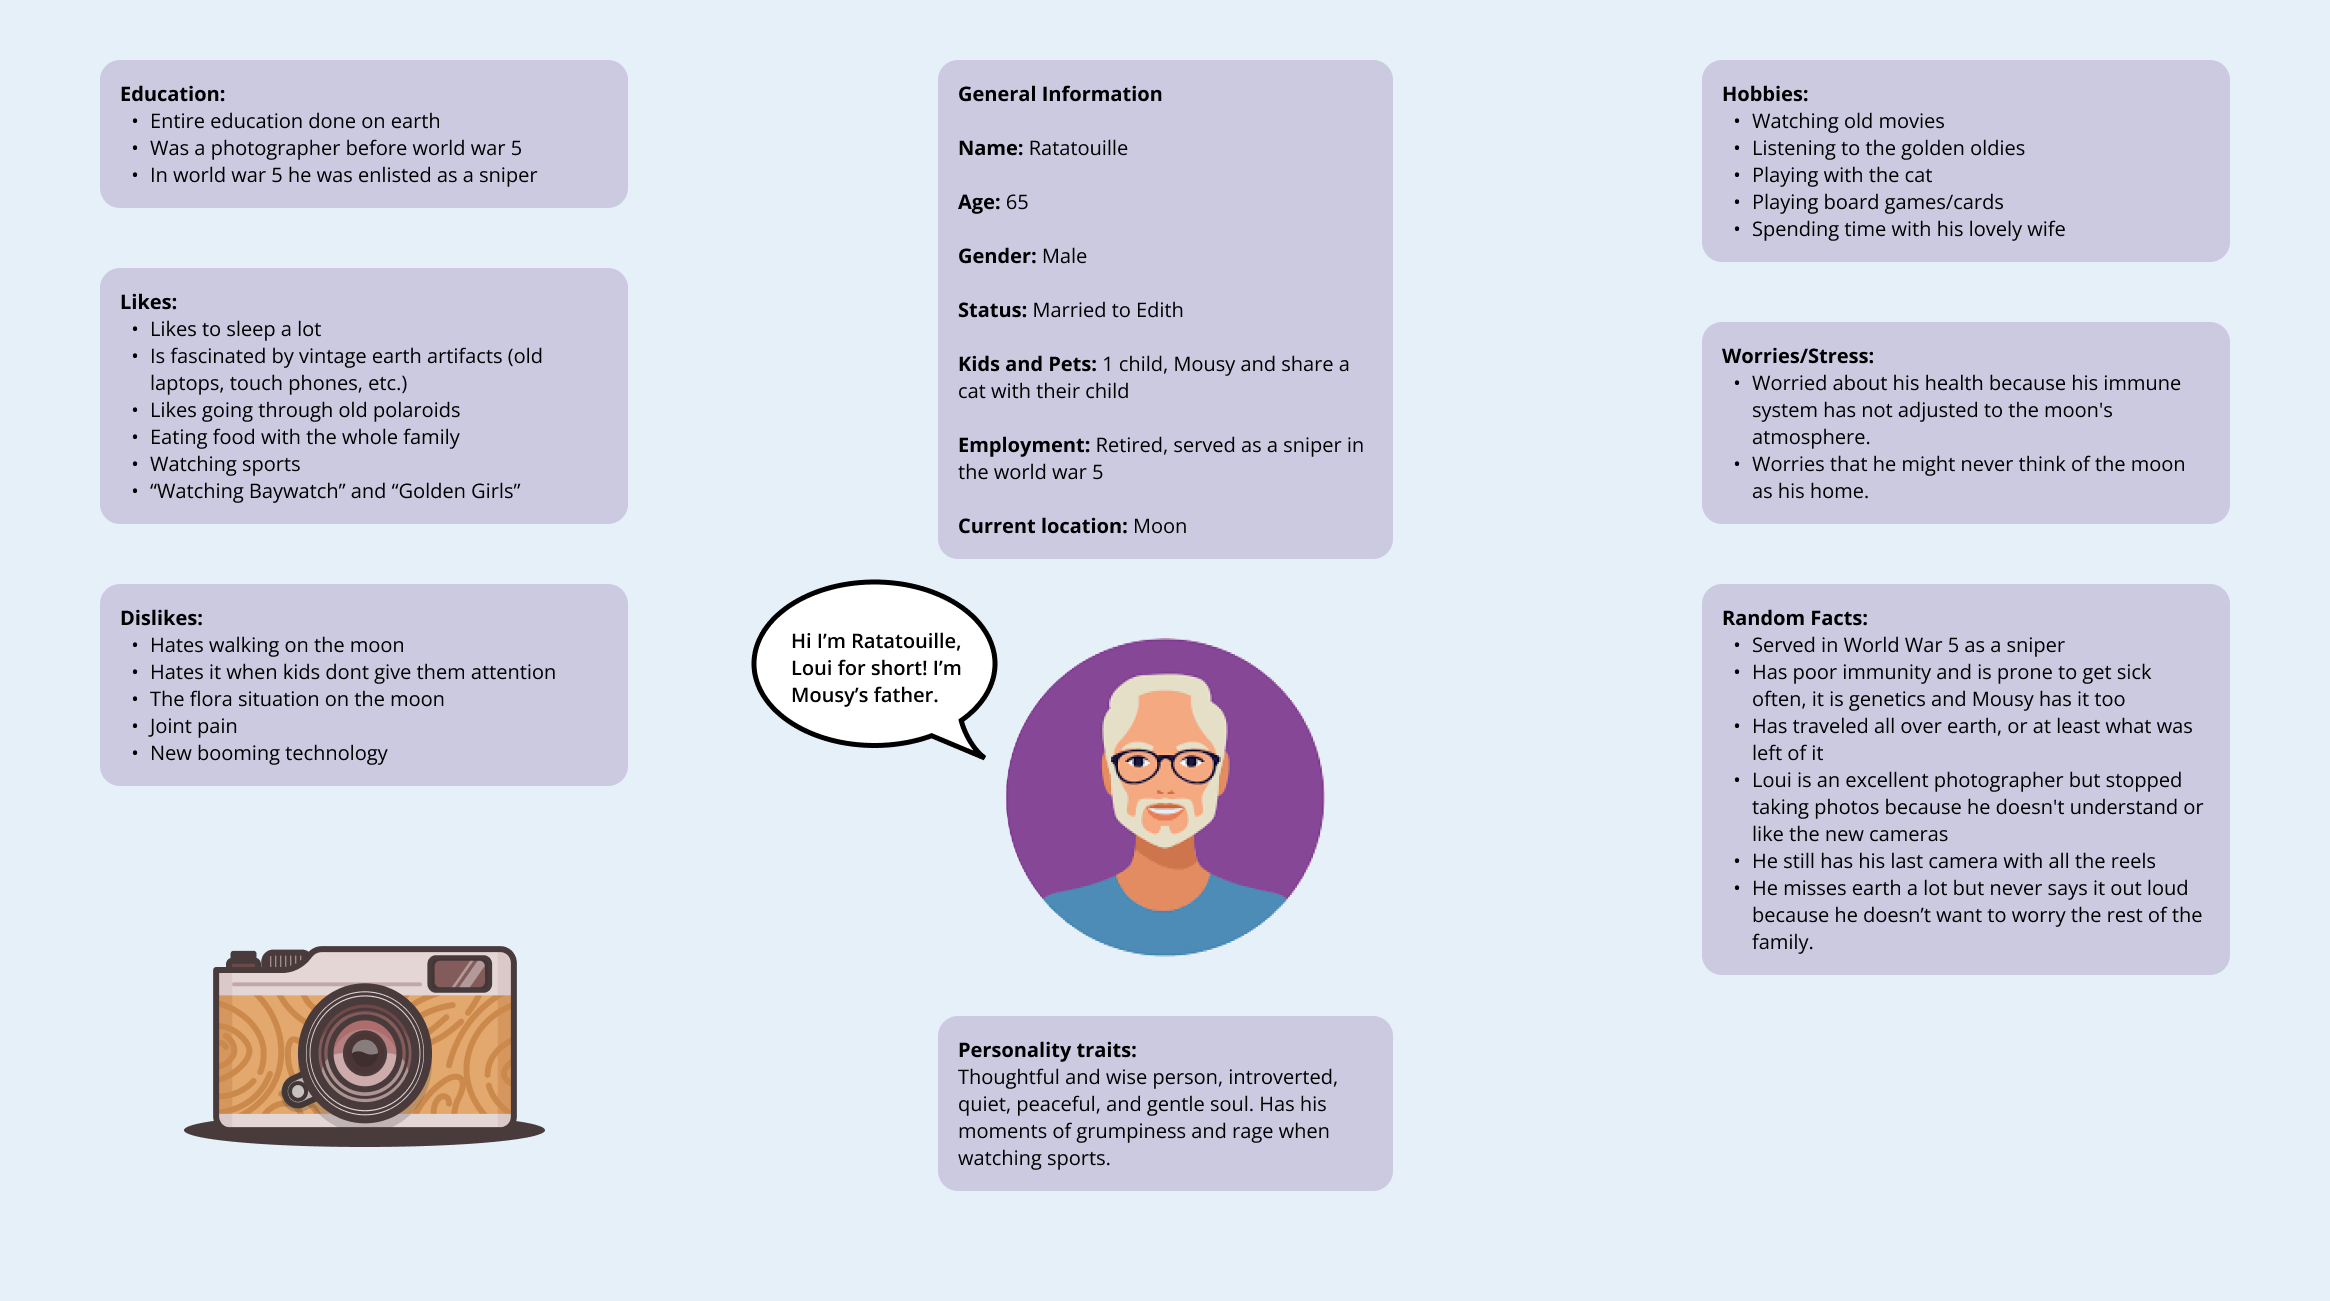 Education:
• Entire education done on earth
• Was a photographer before world war 5
• In world war 5 he was enlisted as a sniper
Likes:
• Likes to sleep a lot
• Is fascinated by vintage earth artifacts (old
laptops, touch phones, etc.)
• Likes going through old polaroids
• Eating food with the whole family
• Watching sports
• “Watching Baywatch” and “Golden Girls”
Dislikes:
• Hates walking on the moon
• Hates it when kids dont give them attention
• The flora situation on the moon
• Joint pain
• New booming technology
General Information
Name: Ratatouille
Age: 65
Gender: Male
Status: Married to Edith
Kids and Pets: 1 child, Mousy and share a
cat with their child
Employment: Retired, served as a sniper in
the world war 5
Current location: Moon
Hi I’m Ratatouille,
Loui for short! I’m
Mousy’s father.
Personality traits:
Thoughtful and wise person, introverted,
quiet, peaceful, and gentle soul. Has his
moments of grumpiness and rage when
watching sports.
Hobbies:
• Watching old movies
• Listening to the golden oldies
• Playing with the cat
• Playing board games/cards
• Spending time with his lovely wife
Worries/Stress:
• Worried about his health because his immune
system has not adjusted to the moon's
atmosphere.
• Worries that he might never think of the moon
as his home.
Random Facts:
• Served in World War 5 as a sniper
• Has poor immunity and is prone to get sick
often, it is genetics and Mousy has it too
• Has traveled all over earth, or at least what was
left of it
• Loui is an excellent photographer but stopped
taking photos because he doesn't understand or
like the new cameras
• He still has his last camera with all the reels
• He misses earth a lot but never says it out loud
because he doesn’t want to worry the rest of the
family.